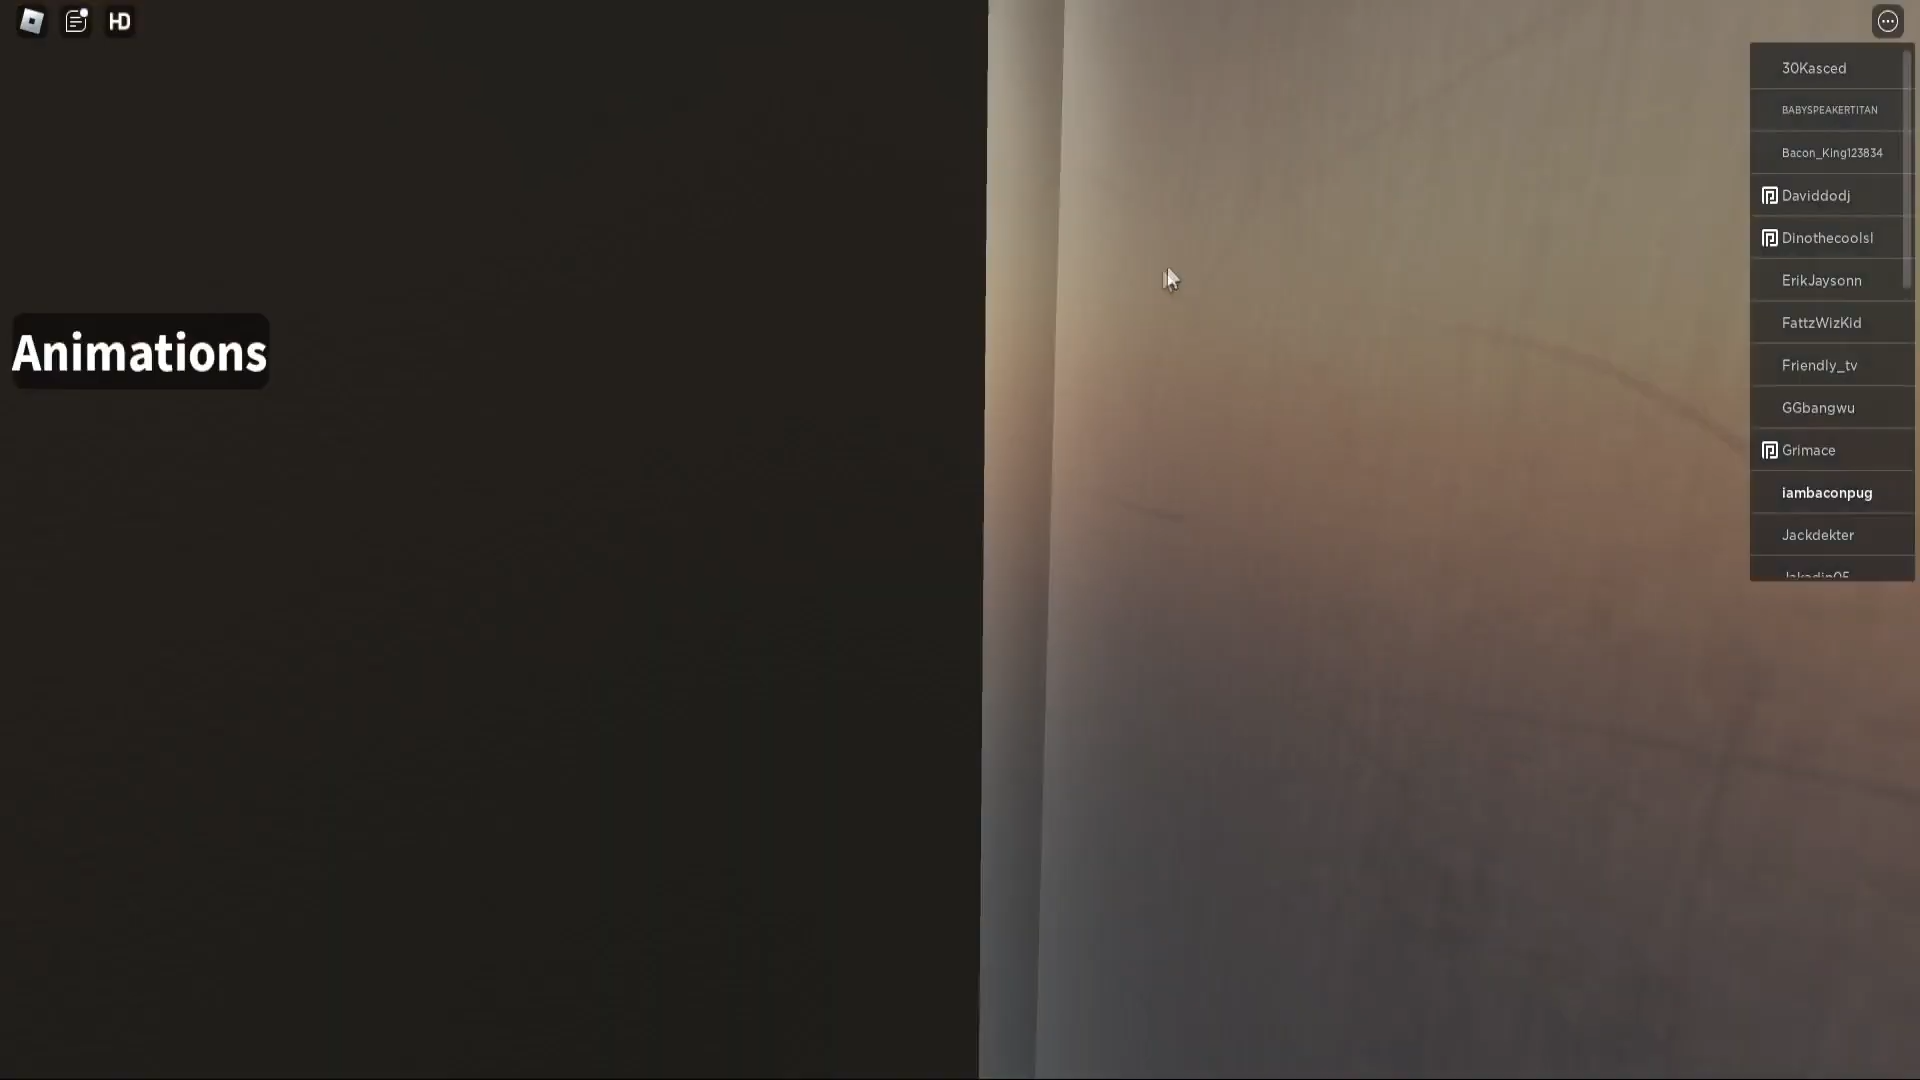 HD
Animations
30Kasced
BABYSPEAKERTITAN
Bacon_King123834
Daviddodj
Dinothecoolsl
ErikJaysonn
FattzWizKid
Friendly_tv
GGbangwu
Grimace
iambaconpug
Jackdekter